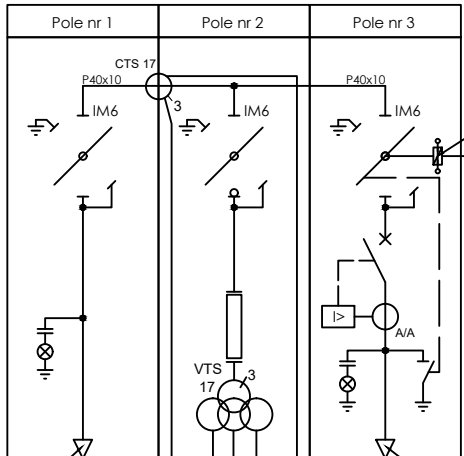 Pole nr 1
Pole nr 2
Pole nr 3
CTS 17
P40x10
3
P40x10
IM6
IM6
IM6
I>
A/A
VTS
17
3